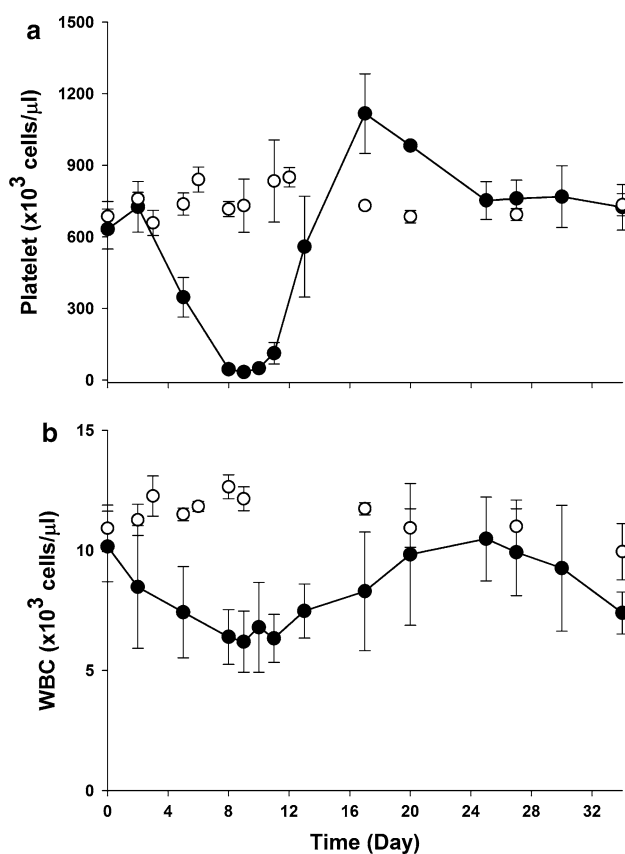 a
Platelet (x10³ cells/µl)
1500
1200
900
600
300
0
b
WBC (x10³ cells/µl)
15
10
5
0
0 4 8 12 16 20 24 28 32
Time (Day)